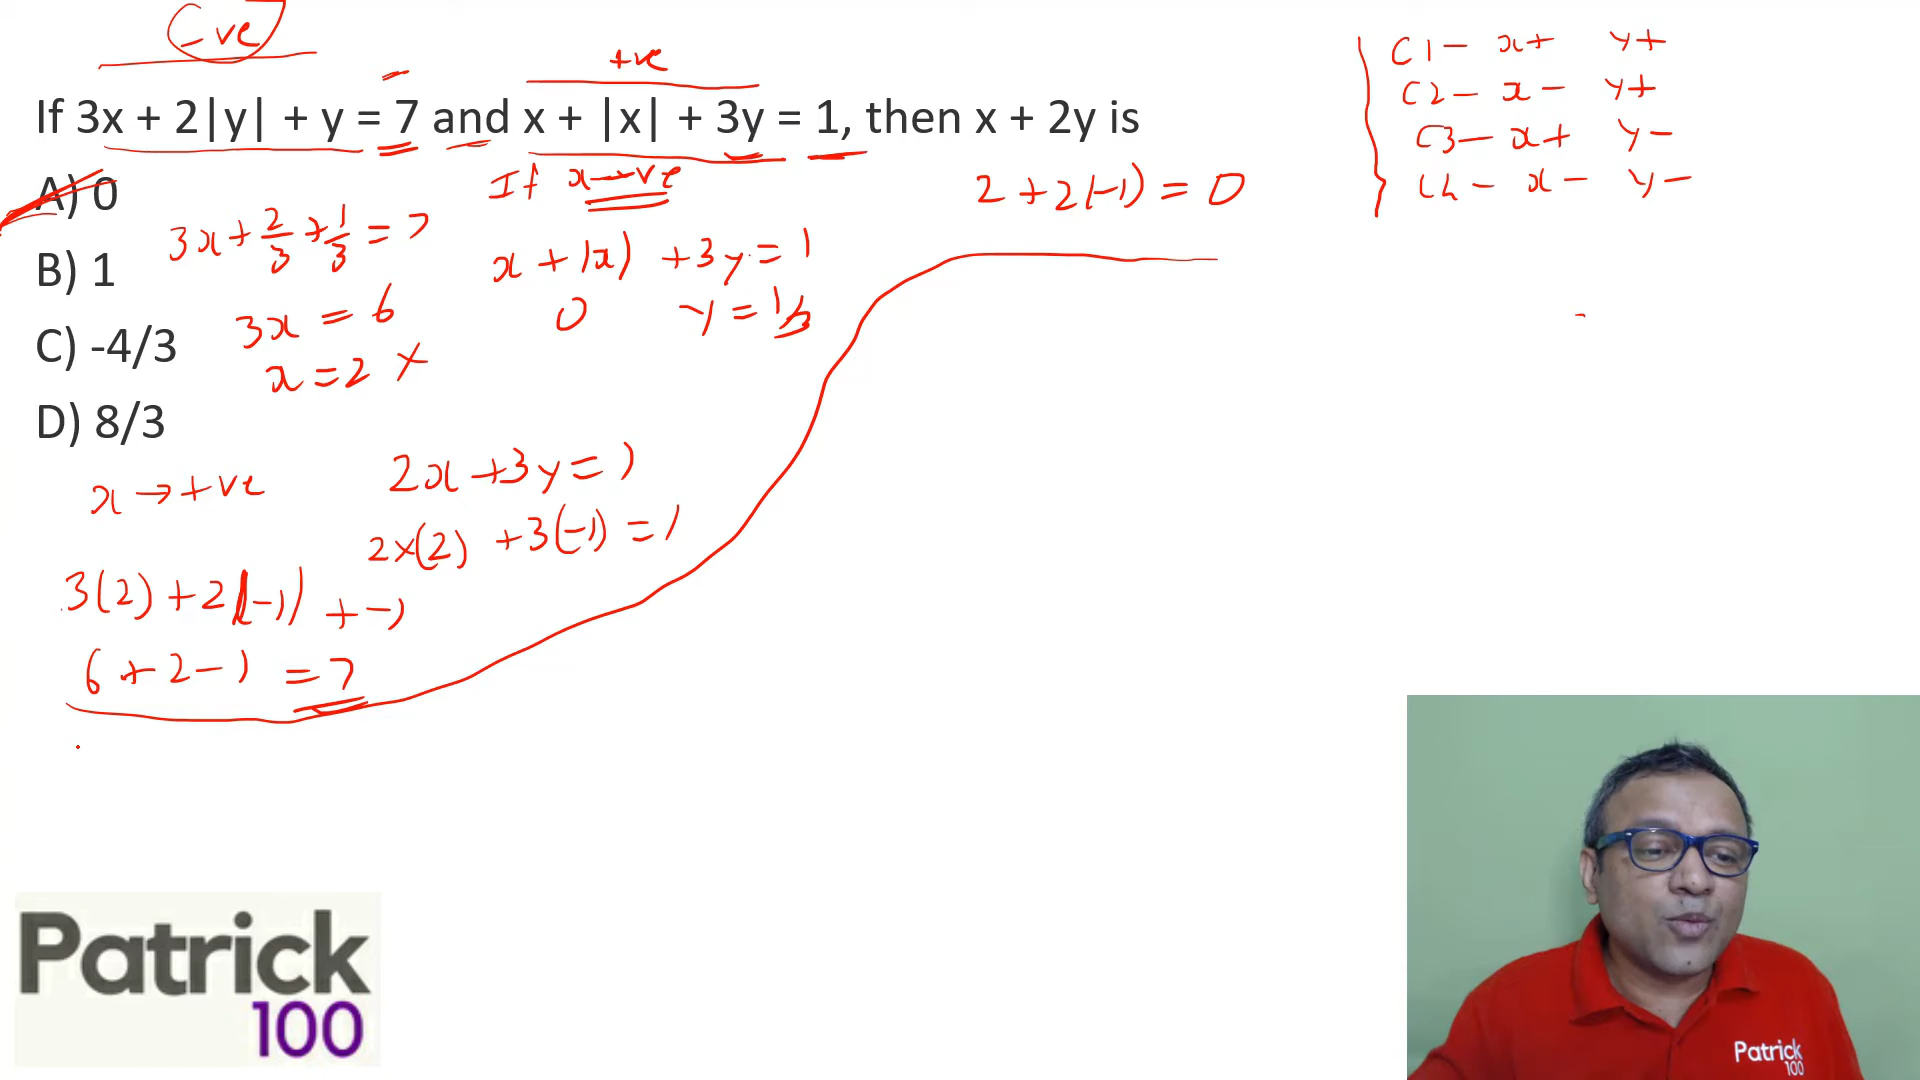 -ve
+ve
If 3x + 2|y| + y = 7 and x + |x| + 3y = 1, then x + 2y is
A) 0
B) 1
C) -4/3
D) 8/3
3x + 2/3 + 1/3 = 7
3x = 6
x = 2 ×
If x → -ve
x + |x| + 3y = 1
0 y = 1/3
2 + 2(-1) = 0
C1 - x+ y+
C2 - x - y+
C3 - x+ y -
C4 - x - y -
x → +ve
2x + 3y = 1
2×(2) + 3(-1) = 1
3(2) + 2|-1| + -1
6 + 2 - 1 = 7
Patrick
100
Patrick
100